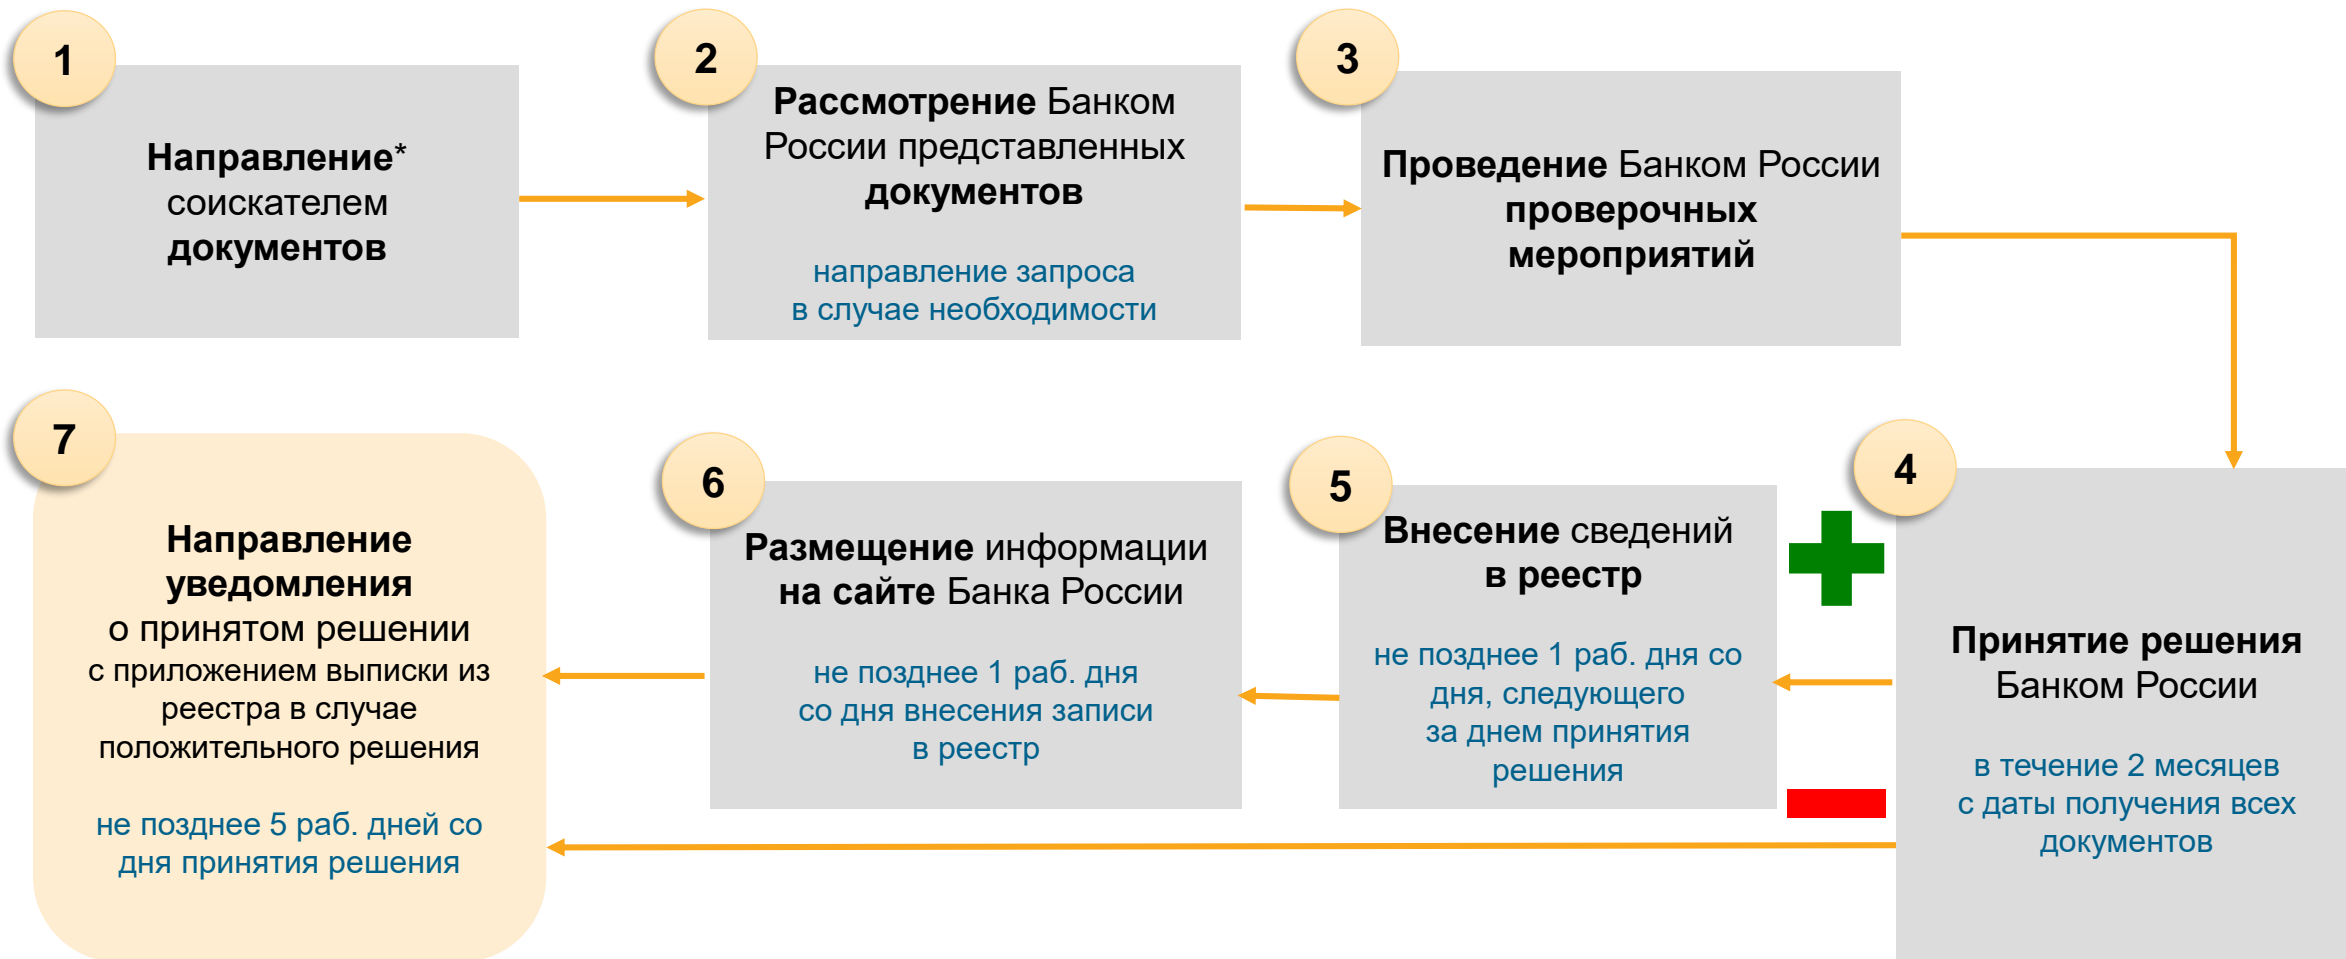 1
Направление*
соискателем
документов
2
Рассмотрение Банком
России представленных
документов
направление запроса
в случае необходимости
3
Проведение Банком России
проверочных
мероприятий
4
Принятие решения
Банком России
в течение 2 месяцев
с даты получения всех
документов
5
Внесение сведений
в реестр
не позднее 1 раб. дня со
дня, следующего
за днем принятия
решения
6
Размещение информации
на сайте Банка России
не позднее 1 раб. дня
со дня внесения записи
в реестр
7
Направление
уведомления
о принятом решении
с приложением выписки из
реестра в случае
положительного решения
не позднее 5 раб. дней со
дня принятия решения